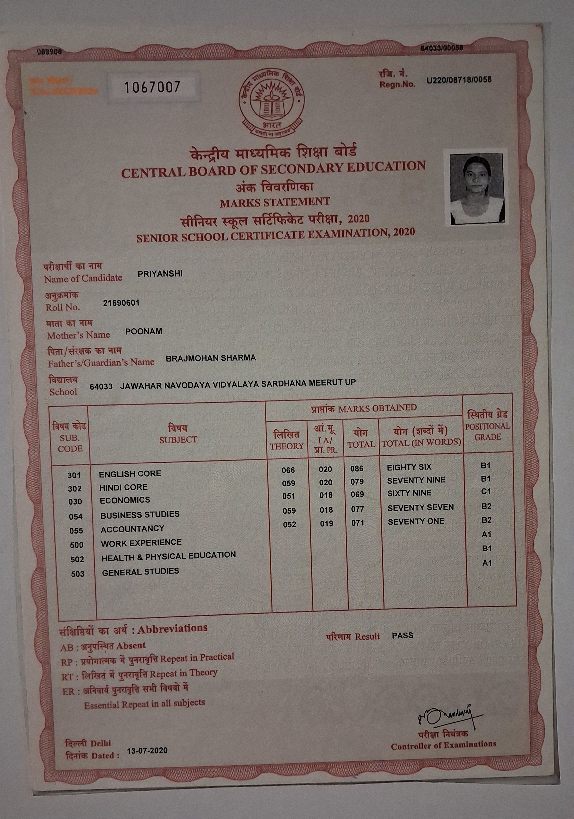 064033/00058
1067007
रजि. नं.
Regn.No. U220/08718/0058
केन्द्रीय माध्यमिक शिक्षा बोर्ड
भारत
केन्द्रीय माध्यमिक शिक्षा बोर्ड
CENTRAL BOARD OF SECONDARY EDUCATION
अंक विवरणिका
MARKS STATEMENT
सीनियर स्कूल सर्टिफिकेट परीक्षा, 2020
SENIOR SCHOOL CERTIFICATE EXAMINATION, 2020
परीक्षार्थी का नाम
Name of Candidate PRIYANSHI
अनुक्रमांक
Roll No. 21690601
माता का नाम
Mother's Name POONAM
पिता/संरक्षक का नाम
Father's/Guardian's Name BRAJMOHAN SHARMA
विद्यालय
School 64033 JAWAHAR NAVODAYA VIDYALAYA SARDHANA MEERUT UP
विषय कोड SUB. CODE
विषय SUBJECT
प्राप्तांक MARKS OBTAINED
लिखित THEORY
आं.मू. IA/ प्रा. PR.
योग TOTAL
योग (शब्दों में) TOTAL (IN WORDS)
स्थितीय ग्रेड POSITIONAL GRADE
301 ENGLISH CORE 066 020 086 EIGHTY SIX B1
302 HINDI CORE 059 020 079 SEVENTY NINE B1
030 ECONOMICS 051 018 069 SIXTY NINE C1
054 BUSINESS STUDIES 059 018 077 SEVENTY SEVEN B2
055 ACCOUNTANCY 052 019 071 SEVENTY ONE B2
500 WORK EXPERIENCE A1
502 HEALTH & PHYSICAL EDUCATION B1
503 GENERAL STUDIES A1
संक्षिप्तियों का अर्थ : Abbreviations
AB : अनुपस्थित Absent
RP : प्रयोगात्मक में पुनरावृत्ति Repeat in Practical
RT : लिखित में पुनरावृत्ति Repeat in Theory
ER : अनिवार्य पुनरावृत्ति सभी विषयों में
Essential Repeat in all subjects
परिणाम Result PASS
दिल्ली Delhi
दिनांक Dated : 13-07-2020
परीक्षा नियंत्रक
Controller of Examinations